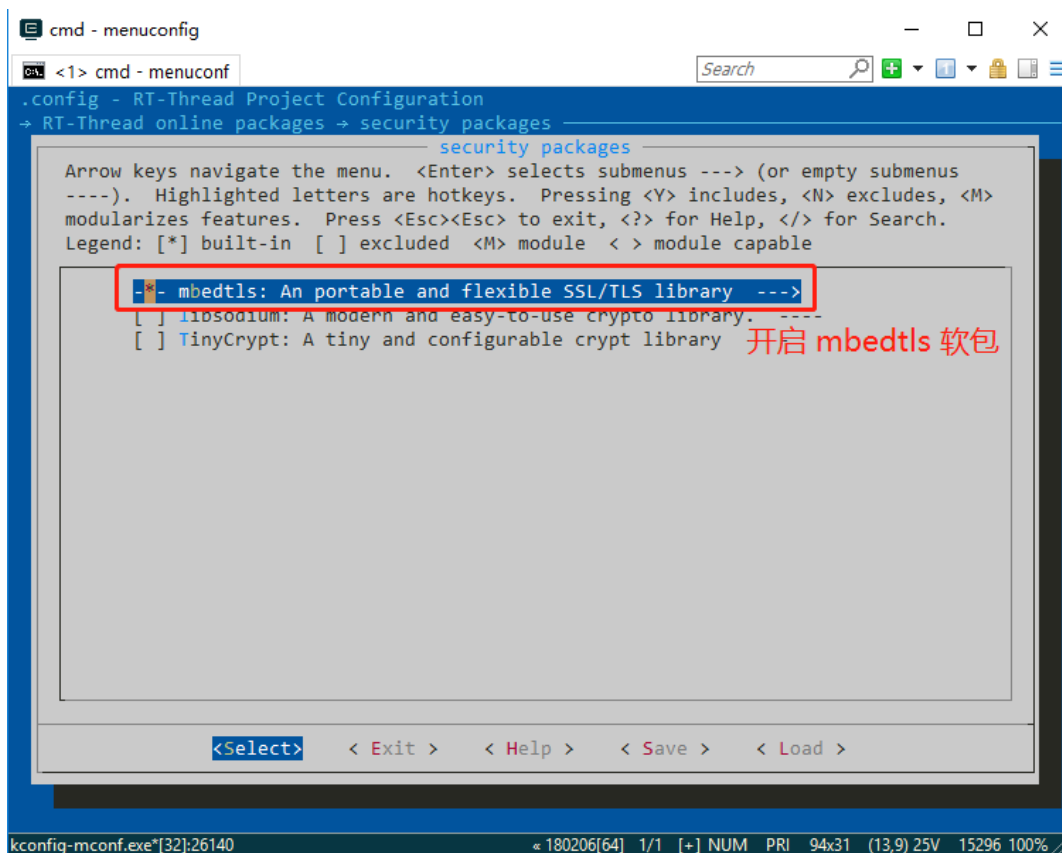 cmd - menuconfig
<1> cmd - menuconf
Search
.config - RT-Thread Project Configuration
→ RT-Thread online packages → security packages
security packages
Arrow keys navigate the menu. <Enter> selects submenus ---> (or empty submenus
----). Highlighted letters are hotkeys. Pressing <Y> includes, <N> excludes, <M>
modularizes features. Press <Esc><Esc> to exit, <?> for Help, </> for Search.
Legend: [*] built-in [ ] excluded <M> module < > module capable
-*- mbedtls: An portable and flexible SSL/TLS library --->
[ ] libsodium: A modern and easy-to-use crypto library. ----
[ ] TinyCrypt: A tiny and configurable crypt library
开启 mbedtls 软包
<Select> < Exit > < Help > < Save > < Load >
kconfig-mconf.exe*[32]:26140 « 180206[64] 1/1 [+] NUM PRI 94x31 (13,9) 25V 15296 100%